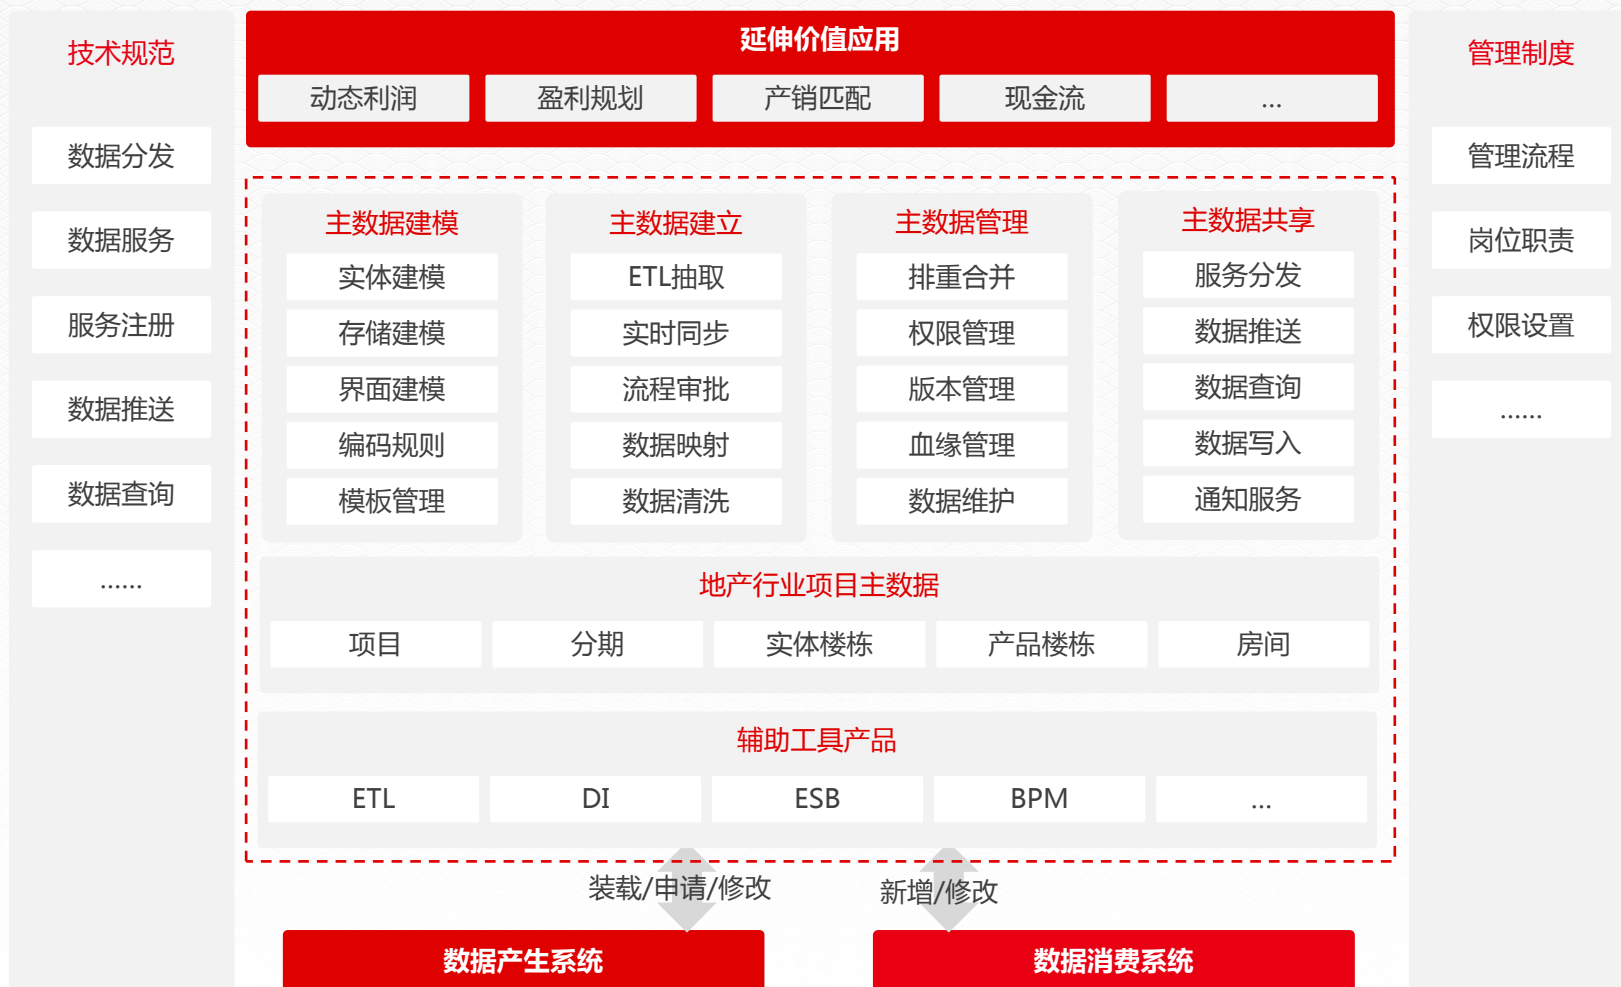 技术规范
数据分发
数据服务
服务注册
数据推送
数据查询
......
延伸价值应用
动态利润
盈利规划
产销匹配
现金流
...
主数据建模
实体建模
存储建模
界面建模
编码规则
模板管理
主数据建立
ETL抽取
实时同步
流程审批
数据映射
数据清洗
主数据管理
排重合并
权限管理
版本管理
血缘管理
数据维护
主数据共享
服务分发
数据推送
数据查询
数据写入
通知服务
地产行业项目主数据
项目
分期
实体楼栋
产品楼栋
房间
辅助工具产品
ETL
DI
ESB
BPM
...
装载/申请/修改
新增/修改
数据产生系统
数据消费系统
管理制度
管理流程
岗位职责
权限设置
......